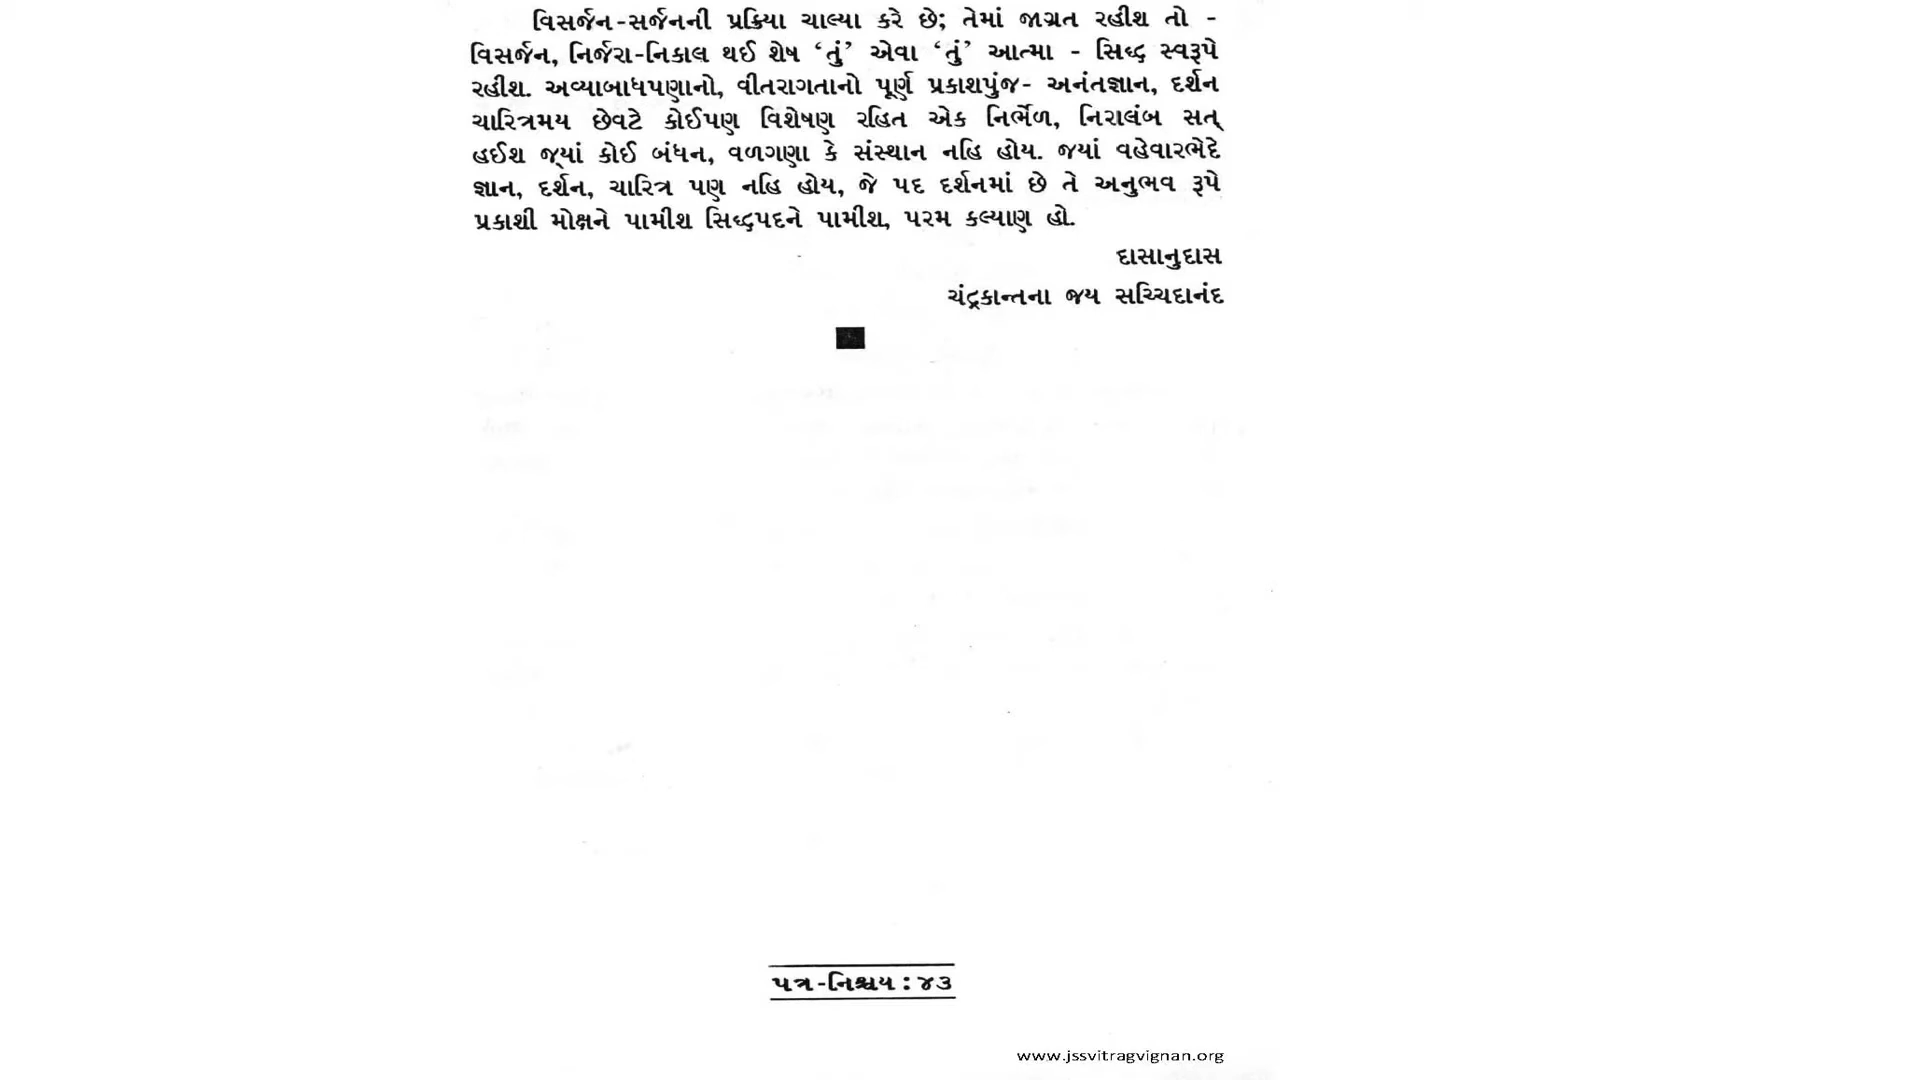 વિસર્જન-સર્જનની પ્રક્રિયા ચાલ્યા કરે છે; તેમાં જાગ્રત રહીશ તો -
વિસર્જન, નિર્જરા-નિકાલ થઈ શેષ ‘તું’ એવા ‘તું’ આત્મા - સિદ્ધ સ્વરૂપે
રહીશ. અવ્યાબાધપણાનો, વીતરાગતાનો પૂર્ણ પ્રકાશપુંજ- અનંતજ્ઞાન, દર્શન
ચારિત્રમય છેવટે કોઈપણ વિશેષણ રહિત એક નિર્ભેળ, નિરાલંબ સત્
હઈશ જ્યાં કોઈ બંધન, વળગણા કે સંસ્થાન નહિ હોય. જયાં વહેવારભેદે
જ્ઞાન, દર્શન, ચારિત્ર પણ નહિ હોય, જે પદ દર્શનમાં છે તે અનુભવ રૂપે
પ્રકાશી મોક્ષને પામીશ સિદ્ધપદને પામીશ, પરમ કલ્યાણ હો.
દાસાનુદાસ
ચંદ્રકાન્તના જય સચ્ચિદાનંદ
પત્ર-નિશ્ચય : ૪૩
www.jssvitragvignan.org